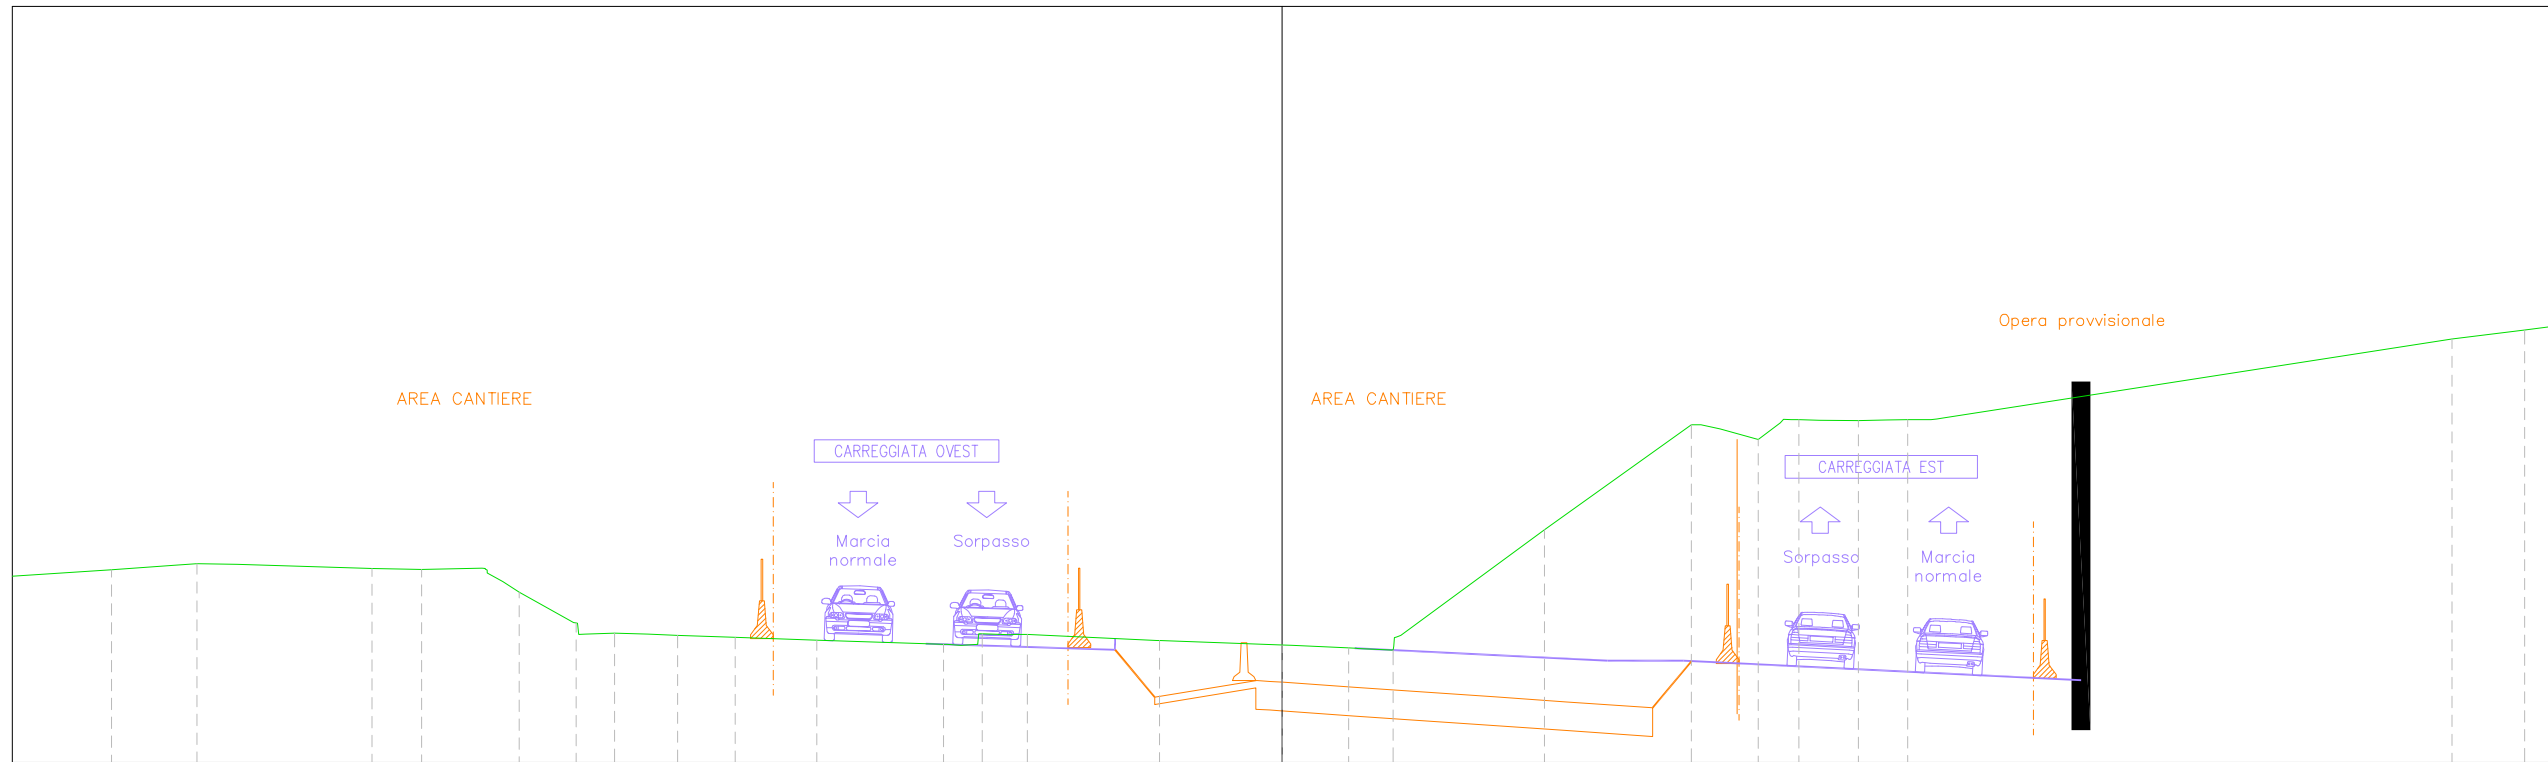 Opera provvisionale
AREA CANTIERE
AREA CANTIERE
CARREGGIATA OVEST
CARREGGIATA EST
Marcia
normale
Sorpasso
Sorpasso
Marcia
normale